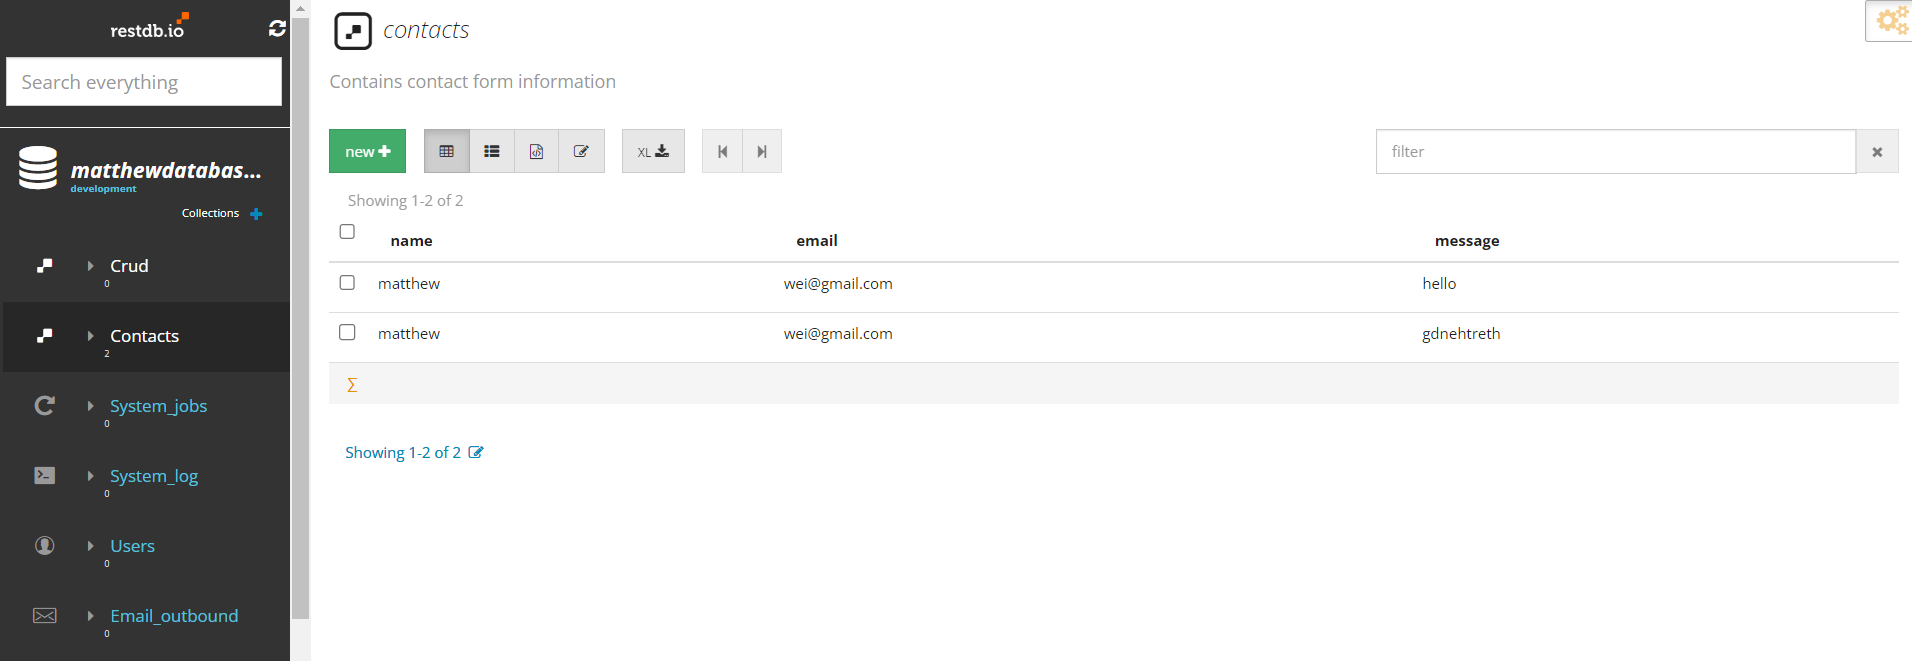 restdb.io
Search everything
matthewdatabas...
development
Collections
Crud
0
Contacts
2
System_jobs
0
System_log
0
Users
0
Email_outbound
0
contacts
Contains contact form information
new
XL
filter
Showing 1-2 of 2
name email message
matthew wei@gmail.com hello
matthew wei@gmail.com gdnehtreth
Σ
Showing 1-2 of 2